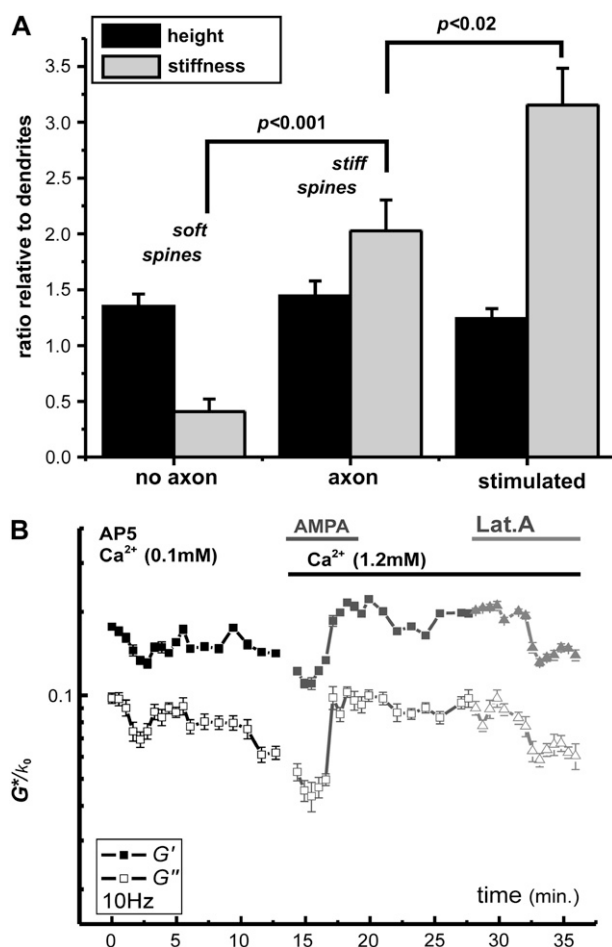 A
height
stiffness
p<0.02
p<0.001
stiff
spines
soft
spines
ratio relative to dendrites
3.5
3.0
2.5
2.0
1.5
1.0
0.5
0.0
no axon
axon
stimulated
B
AP5
Ca²⁺ (0.1mM)
AMPA
Lat.A
Ca²⁺ (1.2mM)
0.1
G*/k₀
G'
G"
10Hz
time (min.)
0 5 10 15 20 25 30 35